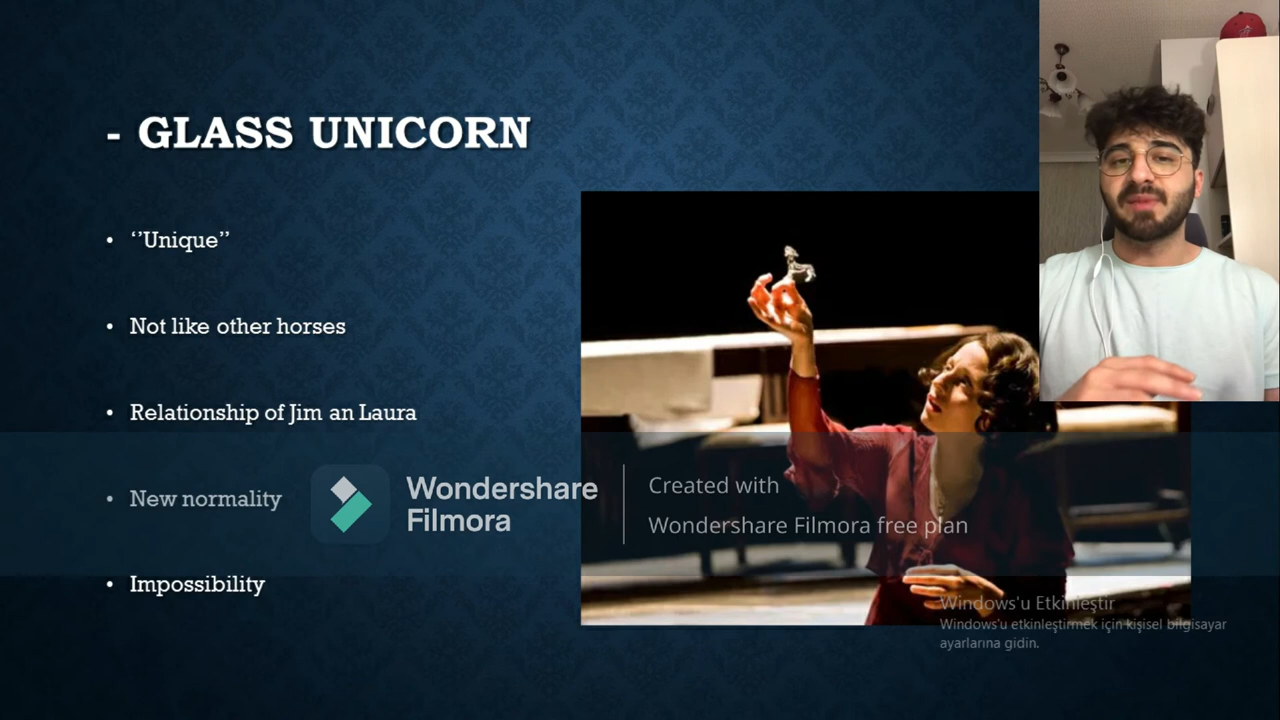 - GLASS UNICORN
• ‘’Unique’’
• Not like other horses
• Relationship of Jim an Laura
• New normality
• Impossibility
Wondershare
Filmora
Created with
Wondershare Filmora free plan
Windows'u Etkinleştir
Windows'u etkinleştirmek için kişisel bilgisayar
ayarlarına gidin.